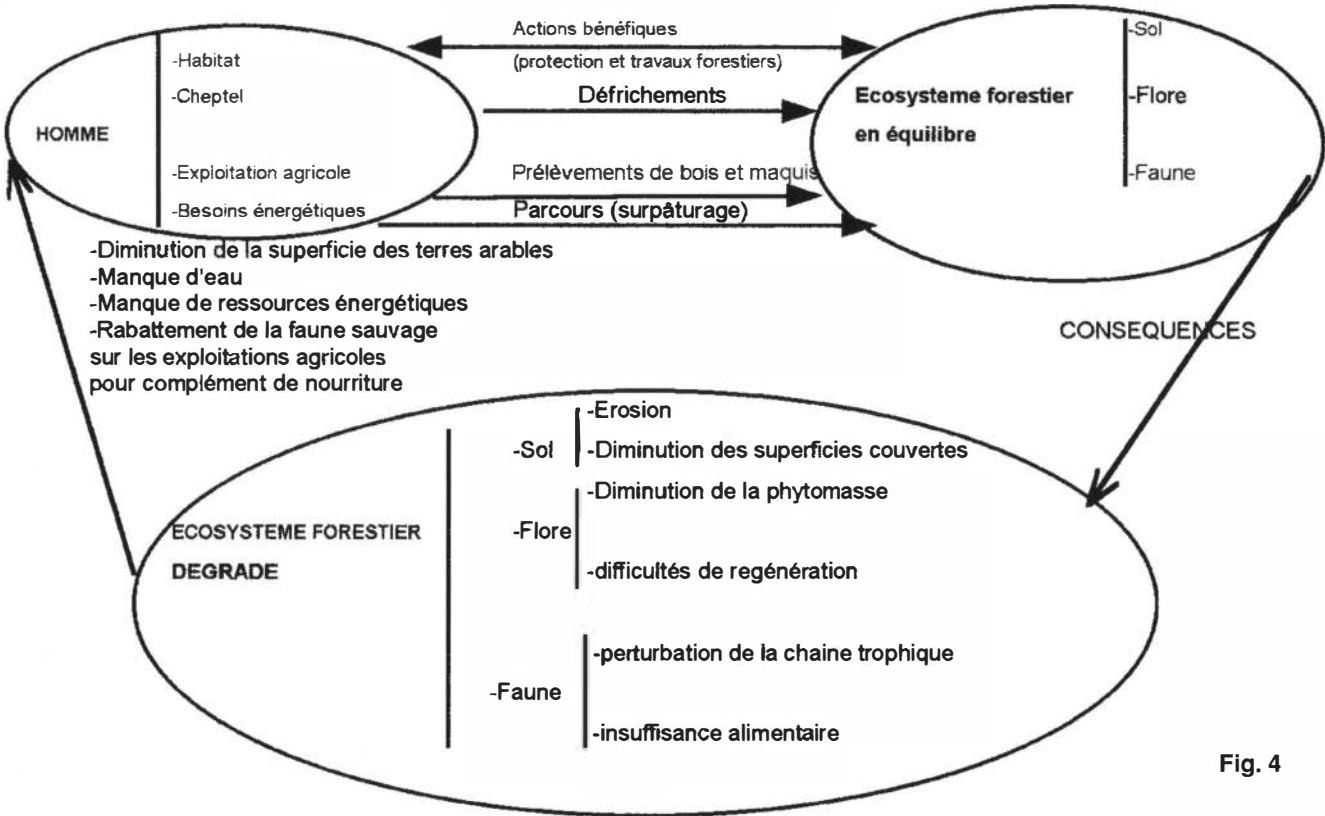 Actions bénéfiques
(protection et travaux forestiers)
Défrichements
Prélèvements de bois et maquis
Parcours (surpâturage)
HOMME
-Habitat
-Cheptel
-Exploitation agricole
-Besoins énergétiques
Ecosysteme forestier
en équilibre
-Sol
-Flore
-Faune
-Diminution de la superficie des terres arables
-Manque d'eau
-Manque de ressources énergétiques
-Rabattement de la faune sauvage
sur les exploitations agricoles
pour complément de nourriture
CONSEQUENCES
ECOSYSTEME FORESTIER
DEGRADE
-Sol
-Erosion
-Diminution des superficies couvertes
-Flore
-Diminution de la phytomasse
-difficultés de regénération
-Faune
-perturbation de la chaine trophique
-insuffisance alimentaire
Fig. 4